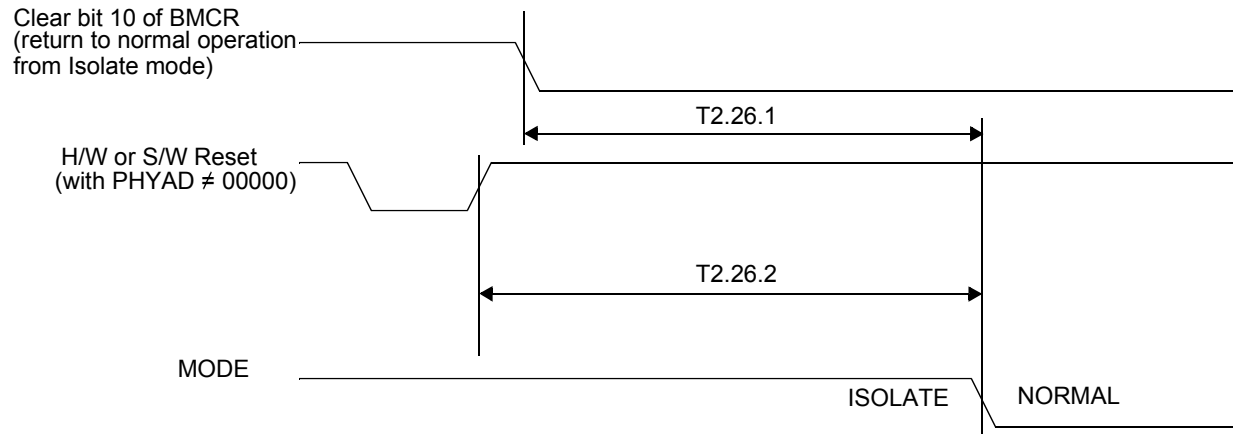 Clear bit 10 of BMCR
(return to normal operation
from Isolate mode)
T2.26.1
H/W or S/W Reset
(with PHYAD ≠ 00000)
T2.26.2
MODE
ISOLATE
NORMAL